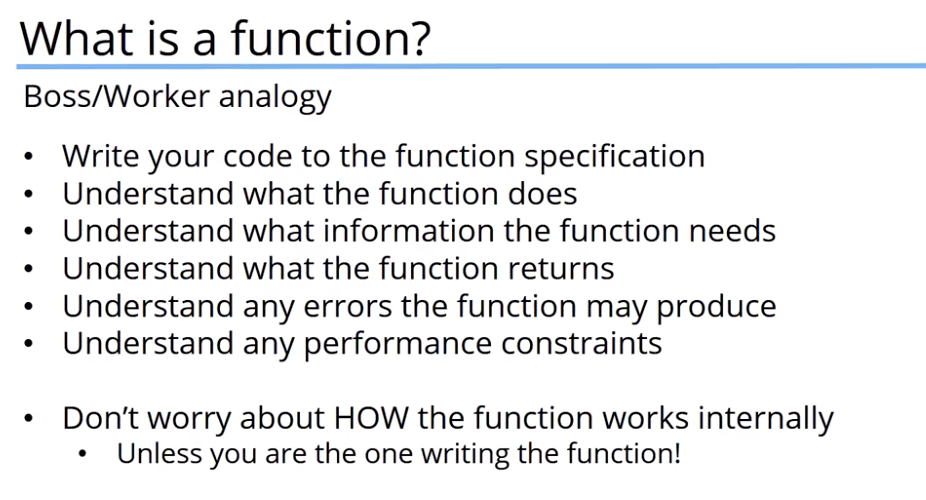 What is a function?
Boss/Worker analogy
• Write your code to the function specification
• Understand what the function does
• Understand what information the function needs
• Understand what the function returns
• Understand any errors the function may produce
• Understand any performance constraints
• Don’t worry about HOW the function works internally
• Unless you are the one writing the function!